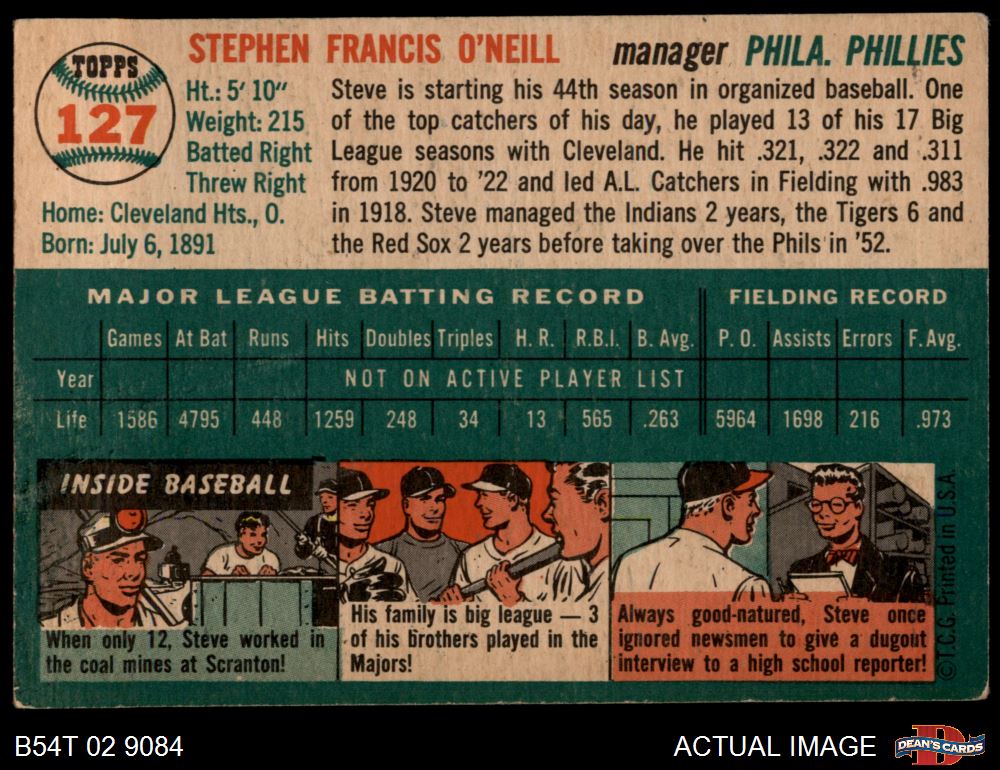 TOPPS
127
STEPHEN FRANCIS O'NEILL manager PHILA. PHILLIES
Ht.: 5' 10"
Weight: 215
Batted Right
Threw Right
Home: Cleveland Hts., O.
Born: July 6, 1891
Steve is starting his 44th season in organized baseball. One
of the top catchers of his day, he played 13 of his 17 Big
League seasons with Cleveland. He hit .321, .322 and .311
from 1920 to '22 and led A.L. Catchers in Fielding with .983
in 1918. Steve managed the Indians 2 years, the Tigers 6 and
the Red Sox 2 years before taking over the Phils in '52.
MAJOR LEAGUE BATTING RECORD FIELDING RECORD
Games At Bat Runs Hits Doubles Triples H. R. R.B.I. B. Avg. P. O. Assists Errors F. Avg.
Year NOT ON ACTIVE PLAYER LIST
Life 1586 4795 448 1259 248 34 13 565 .263 5964 1698 216 .973
INSIDE BASEBALL
When only 12, Steve worked in
the coal mines at Scranton!
His family is big league — 3
of his brothers played in the
Majors!
Always good-natured, Steve once
ignored newsmen to give a dugout
interview to a high school reporter!
©T.C.G. Printed in U.S.A
B54T 02 9084 ACTUAL IMAGE
D
DEAN'S CARDS